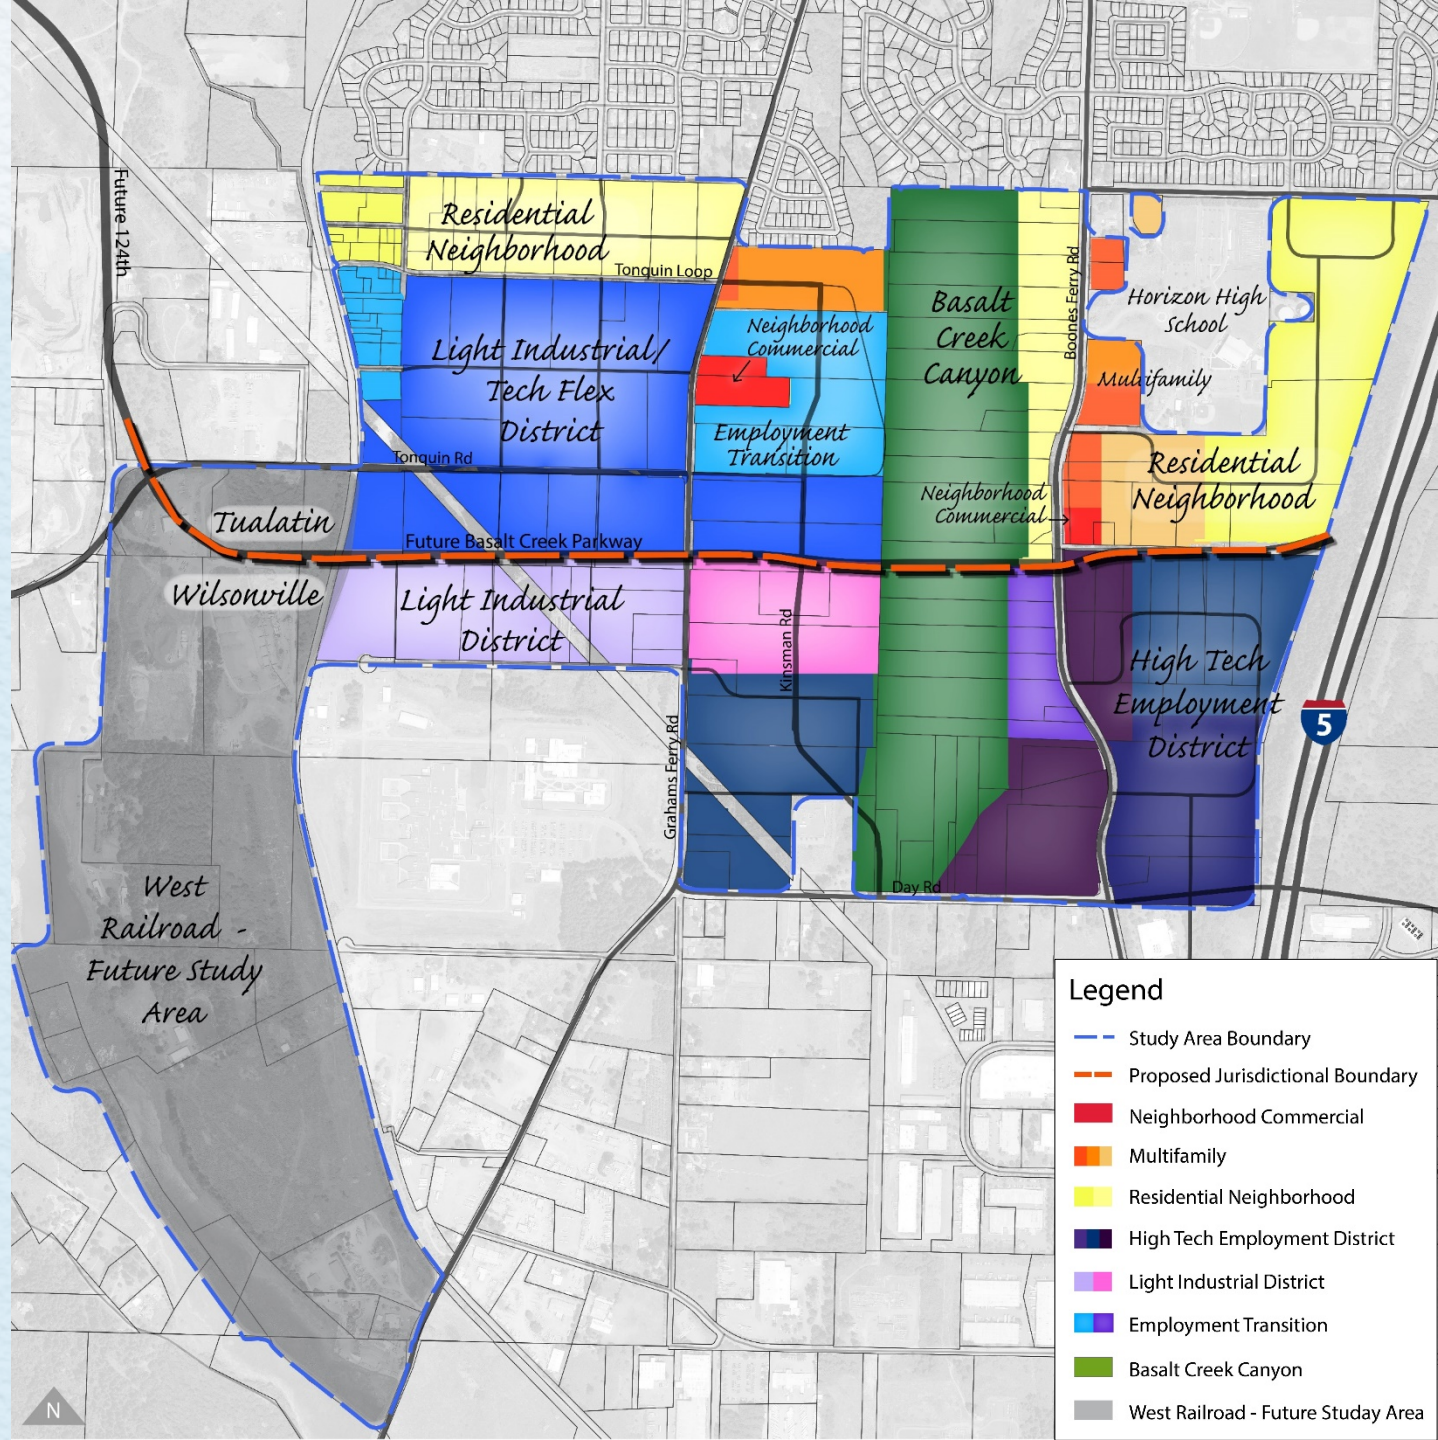 Future 124th
Residential
Neighborhood
Tonquin Loop
Light Industrial/
Tech Flex
District
Neighborhood
Commercial
Employment
Transition
Basalt
Creek
Canyon
Boones Ferry Rd
Horizon High
School
Multifamily
Residential
Neighborhood
Neighborhood
Commercial
Tonquin Rd
Tualatin
Future Basalt Creek Parkway
Wilsonville
Light Industrial
District
Kinsman Rd
Grahams Ferry Rd
High Tech
Employment
District
5
Day Rd
West
Railroad -
Future Study
Area
Legend
Study Area Boundary
Proposed Jurisdictional Boundary
Neighborhood Commercial
Multifamily
Residential Neighborhood
High Tech Employment District
Light Industrial District
Employment Transition
Basalt Creek Canyon
West Railroad - Future Studay Area
N